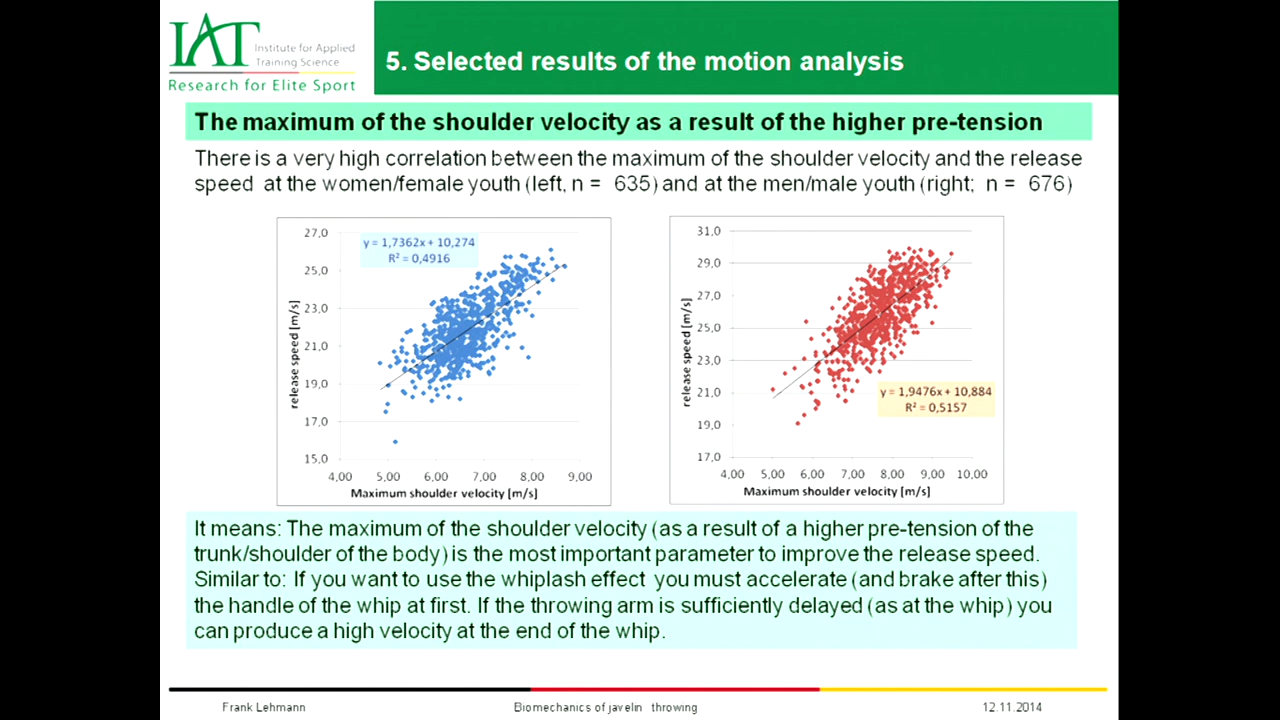 IAT
Institute for Applied
Training Science
Research for Elite Sport
5. Selected results of the motion analysis
The maximum of the shoulder velocity as a result of the higher pre-tension
There is a very high correlation between the maximum of the shoulder velocity and the release
speed at the women/female youth (left, n = 635) and at the men/male youth (right; n = 676)
27,0
25,0
23,0
21,0
19,0
17,0
15,0
release speed [m/s]
y = 1,7362x + 10,274
R² = 0,4916
4,00 5,00 6,00 7,00 8,00 9,00
Maximum shoulder velocity [m/s]
31,0
29,0
27,0
25,0
23,0
21,0
19,0
17,0
release speed [m/s]
y = 1,9476x + 10,884
R² = 0,5157
4,00 5,00 6,00 7,00 8,00 9,00 10,00
Maximum shoulder velocity [m/s]
It means: The maximum of the shoulder velocity (as a result of a higher pre-tension of the
trunk/shoulder of the body) is the most important parameter to improve the release speed.
Similar to: If you want to use the whiplash effect you must accelerate (and brake after this)
the handle of the whip at first. If the throwing arm is sufficiently delayed (as at the whip) you
can produce a high velocity at the end of the whip.
Frank Lehmann
Biomechanics of javelin throwing
12.11.2014